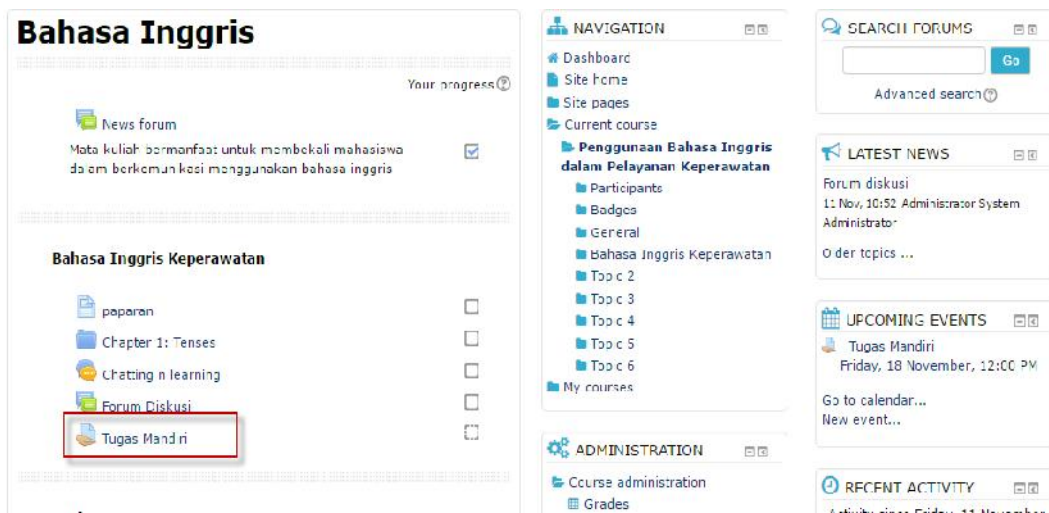 Bahasa Inggris
Your progress
News forum
Mata kuliah bermanfaat untuk membekali mahasiswa
dalam berkomunikasi menggunakan bahasa inggris
Bahasa Inggris Keperawatan
paparan
Chapter 1: Tenses
Chatting n learning
Forum Diskusi
Tugas Mandiri
NAVIGATION
Dashboard
Site home
Site pages
Current course
Penggunaan Bahasa Inggris
dalam Pelayanan Keperawatan
Participants
Badges
General
Bahasa Inggris Keperawatan
Topic 2
Topic 3
Topic 4
Topic 5
Topic 6
My courses
ADMINISTRATION
Course administration
Grades
SEARCH FORUMS
Go
Advanced search
LATEST NEWS
Forum diskusi
11 Nov, 10:52 Administrator System
Administrator
Older topics ...
UPCOMING EVENTS
Tugas Mandiri
Friday, 18 November, 12:00 PM
Go to calendar...
New event...
RECENT ACTIVITY
Activity since Friday, 11 November